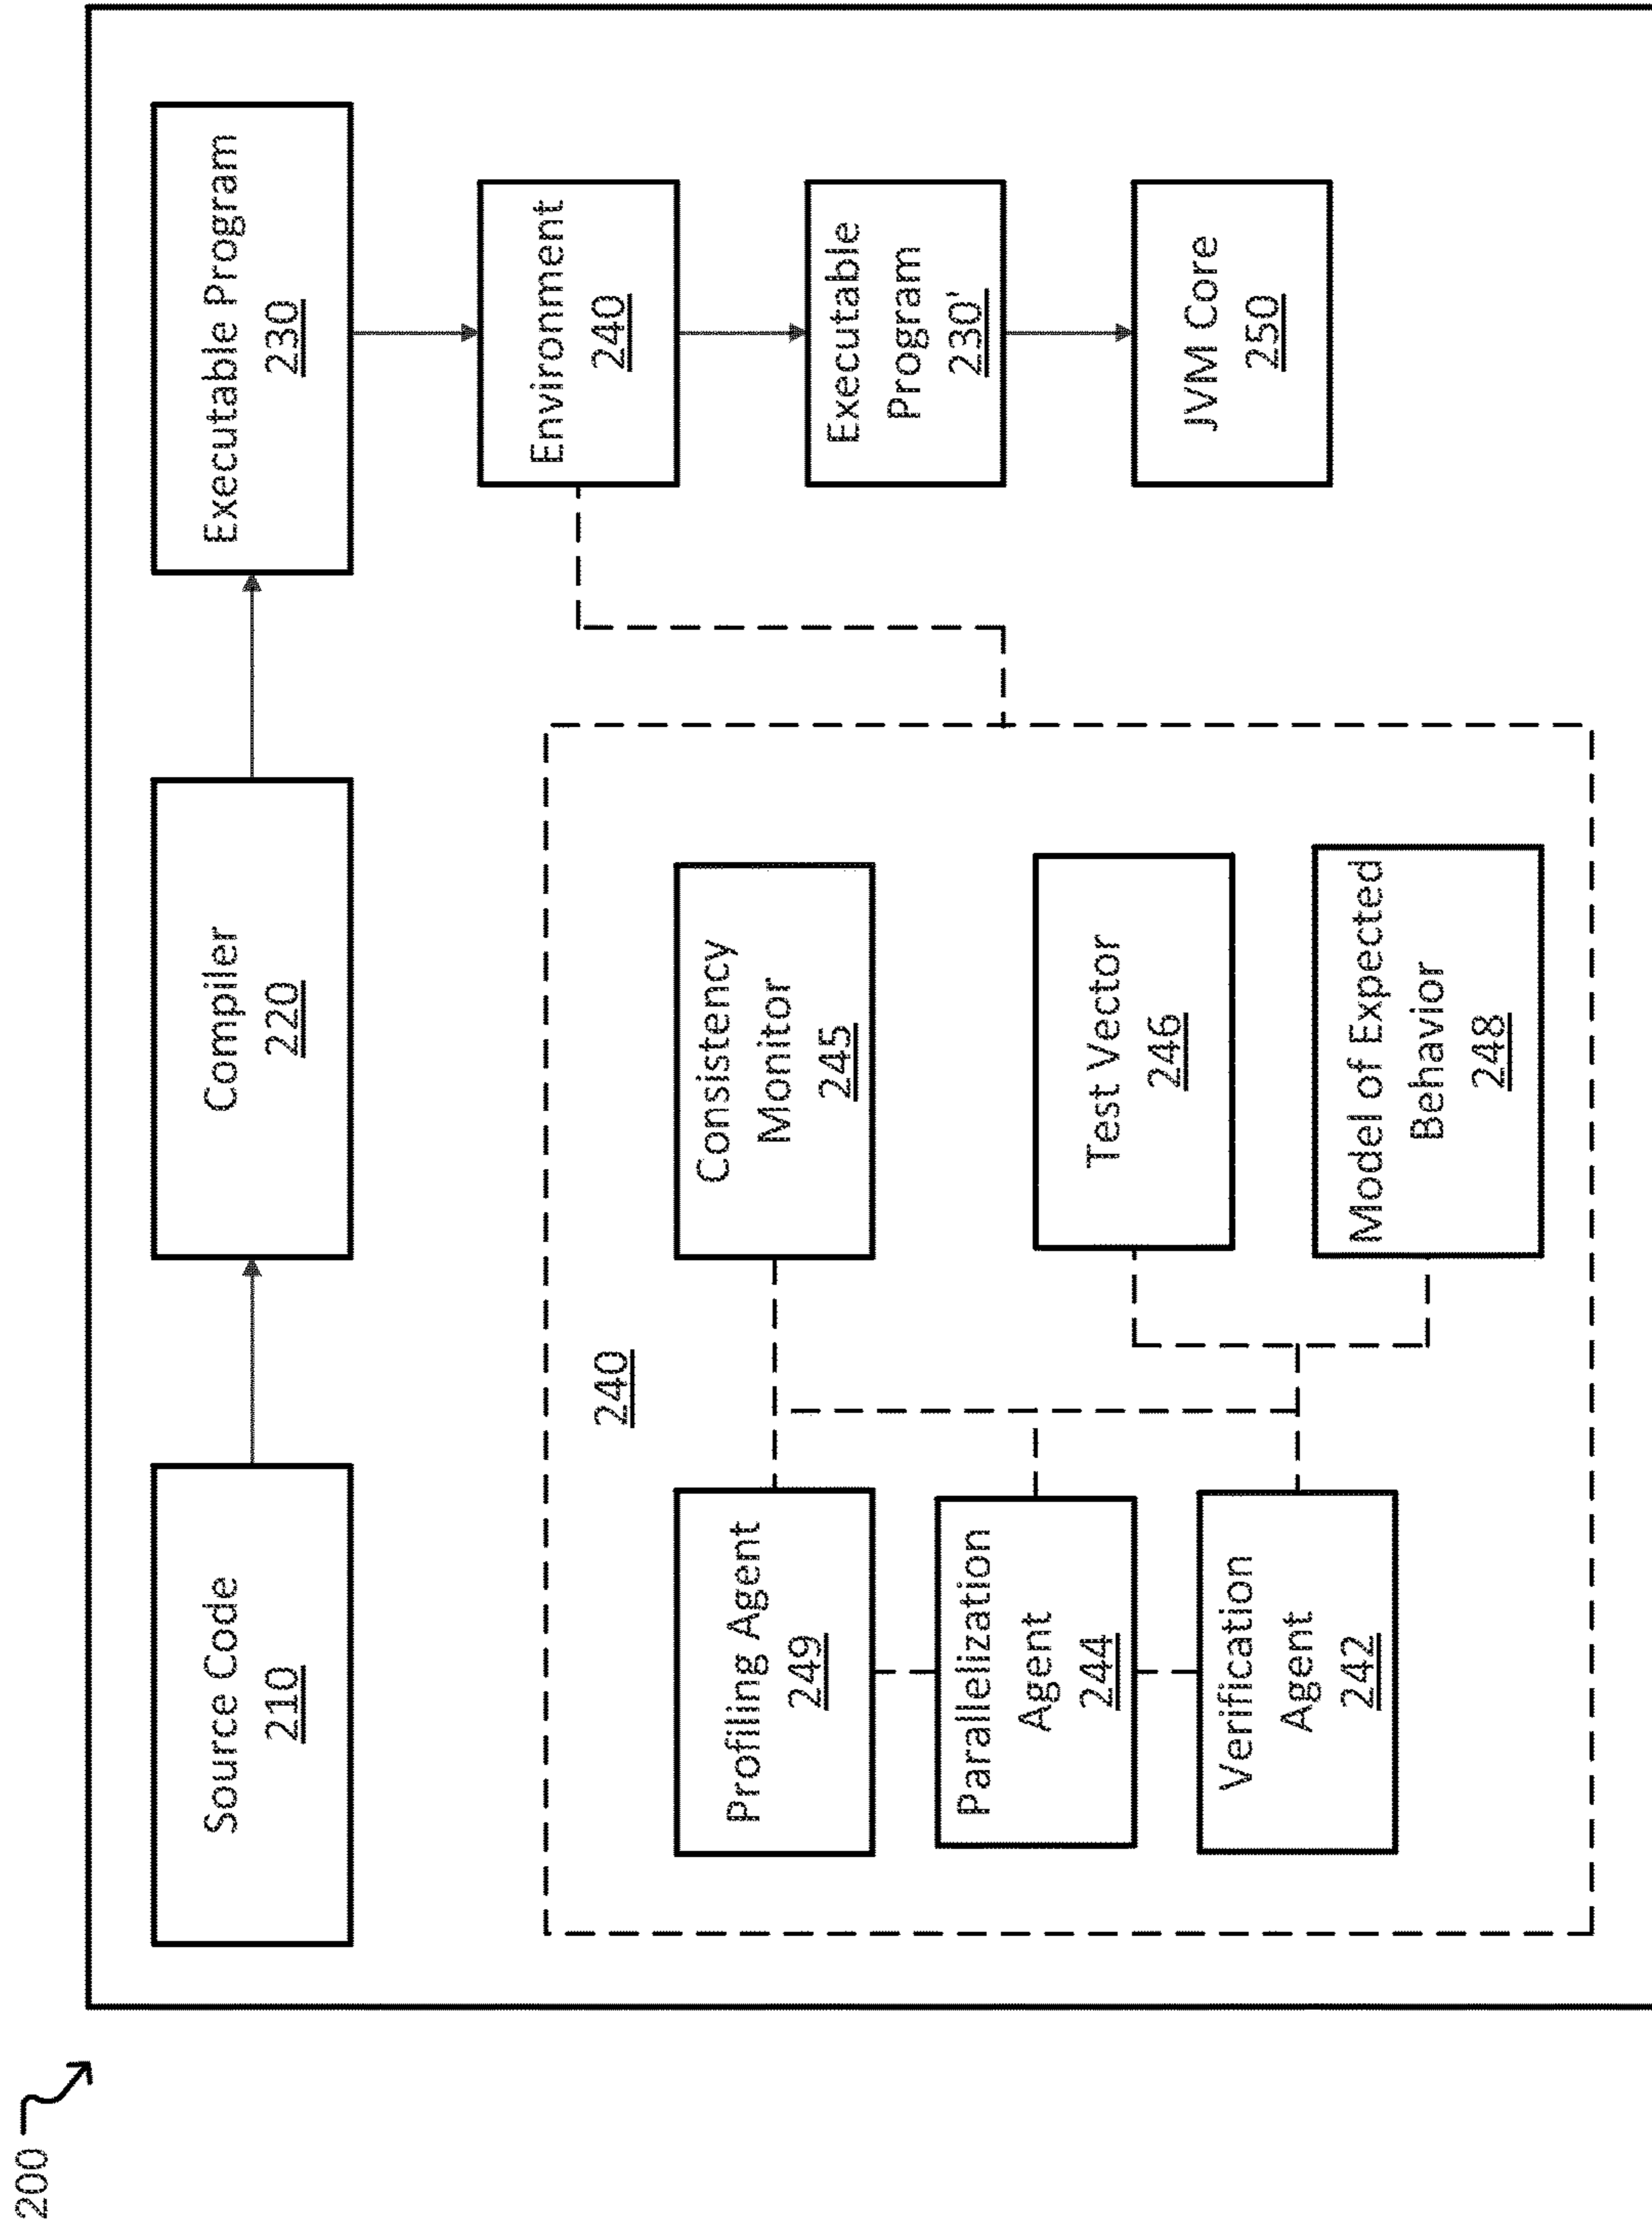 200
Source Code
210
Compiler
220
Executable Program
230
Environment
240
Executable
Program
230'
JVM Core
250
240
Profiling Agent
249
Parallelization
Agent
244
Verification
Agent
242
Consistency
Monitor
245
Test Vector
246
Model of Expected
Behavior
248